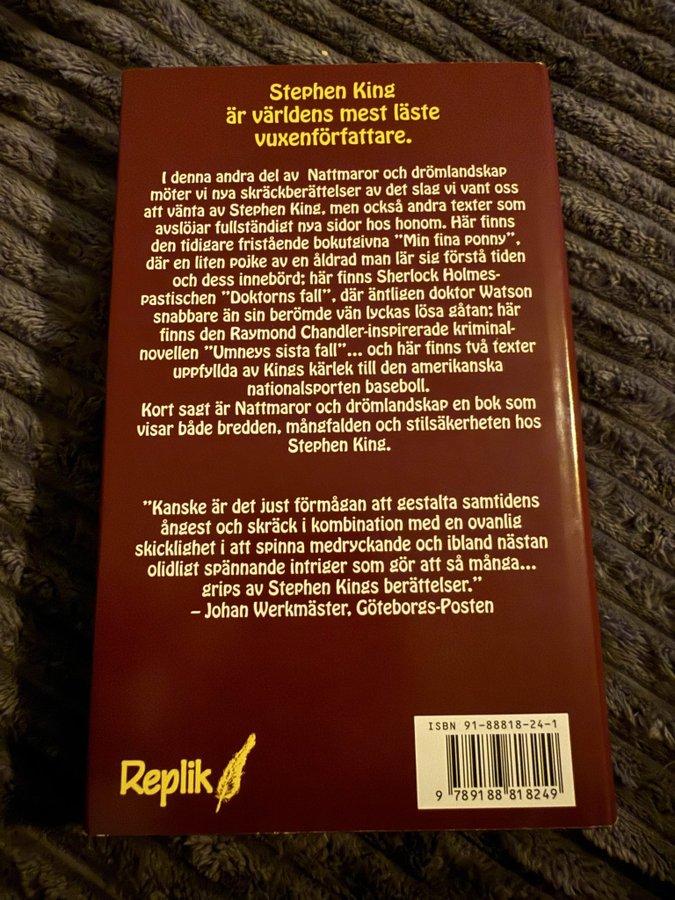 Stephen King
är världens mest läste
vuxenförfattare.
I denna andra del av Nattmaror och drömlandskap
möter vi nya skräckberättelser av det slag vi vant oss
att vänta av Stephen King, men också andra texter som
avslöjar fullständigt nya sidor hos honom. Här finns
den tidigare fristående bokutgivna ”Min fina ponny”,
där en liten pojke av en åldrad man lär sig förstå tiden
och dess innebörd; här finns Sherlock Holmes-
pastischen ”Doktorns fall”, där äntligen doktor Watson
snabbare än sin berömde vän lyckas lösa gåtan; här
finns den Raymond Chandler-inspirerade kriminal-
novellen ”Umneys sista fall”... och här finns två texter
uppfyllda av Kings kärlek till den amerikanska
nationalsporten baseboll.
Kort sagt är Nattmaror och drömlandskap en bok som
visar både bredden, mångfalden och stilsäkerheten hos
Stephen King.
”Kanske är det just förmågan att gestalta samtidens
ångest och skräck i kombination med en ovanlig
skicklighet i att spinna medryckande och ibland nästan
olidligt spännande intriger som gör att så många...
grips av Stephen Kings berättelser.”
– Johan Werkmäster, Göteborgs-Posten
Replik
ISBN 91-88818-24-1
9 789188 818249